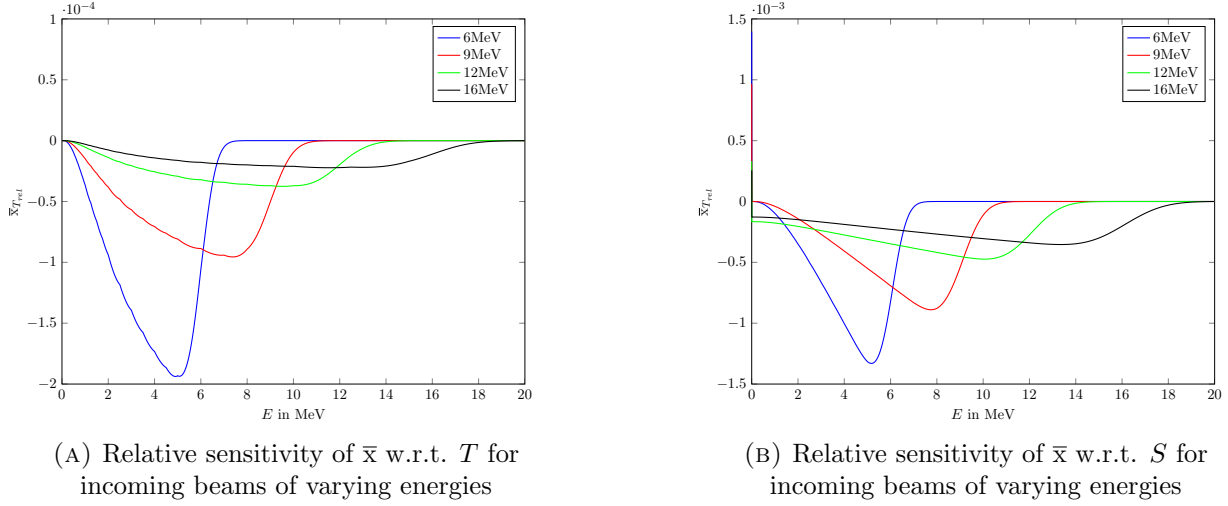 ·10⁻⁴
1
0.5
0
−0.5
−1
−1.5
−2
x̅_{T_{rel}}
0 2 4 6 8 10 12 14 16 18 20
E in MeV
6MeV
9MeV
12MeV
16MeV
(A) Relative sensitivity of x̅ w.r.t. T for
incoming beams of varying energies
·10⁻³
1.5
1
0.5
0
−0.5
−1
−1.5
x̅_{T_{rel}}
0 2 4 6 8 10 12 14 16 18 20
E in MeV
6MeV
9MeV
12MeV
16MeV
(B) Relative sensitivity of x̅ w.r.t. S for
incoming beams of varying energies